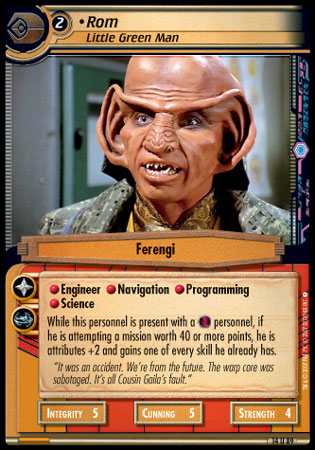 2 • Rom
Little Green Man
Ferengi
Engineer Navigation Programming
Science
While this personnel is present with a personnel, if
he is attempting a mission worth 40 or more points, he is
attributes +2 and gains one of every skill he already has.
"It was an accident. We're from the future. The warp core was
sabotaged. It's all Cousin Gaila's fault."
INTEGRITY 5 CUNNING 5 STRENGTH 4